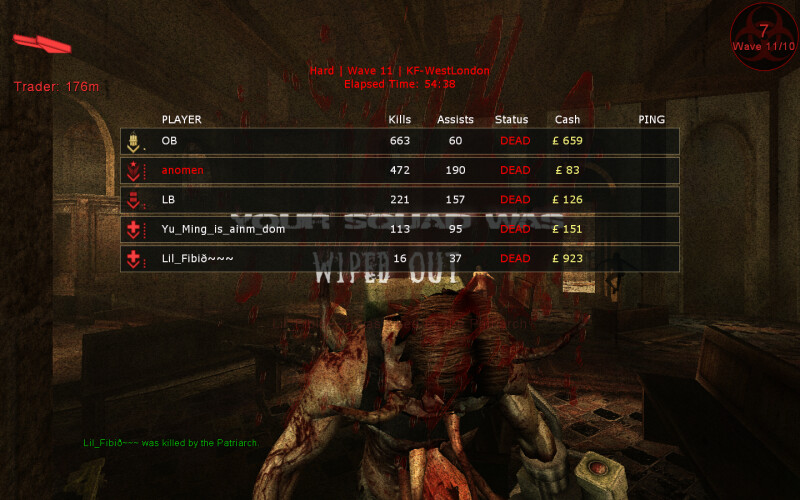 7
Wave 11/10
Hard | Wave 11 | KF-WestLondon
Elapsed Time: 54:38
Trader: 176m
PLAYER Kills Assists Status Cash PING
OB 663 60 DEAD £ 659
anomen 472 190 DEAD £ 83
LB 221 157 DEAD £ 126
YOUR SQUAD WAS
Yu_Ming_is_ainm_dom 113 95 DEAD £ 151
Lil_Fibið~~~ 16 37 DEAD £ 923
WIPED OUT
Lil_Fibið~~~ was killed by the Patriarch.